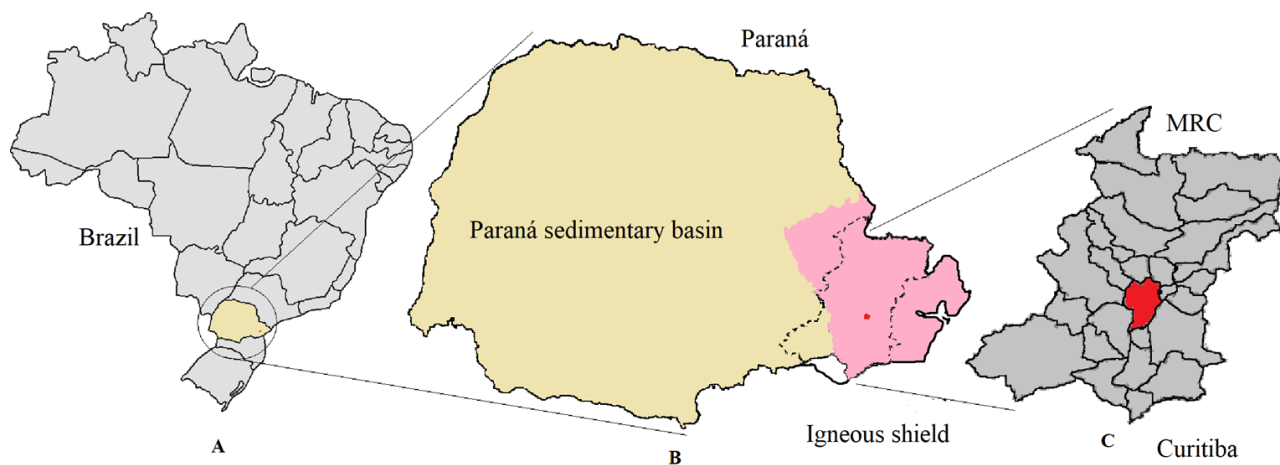 Brazil
A
Paraná
Paraná sedimentary basin
Igneous shield
B
MRC
Curitiba
C